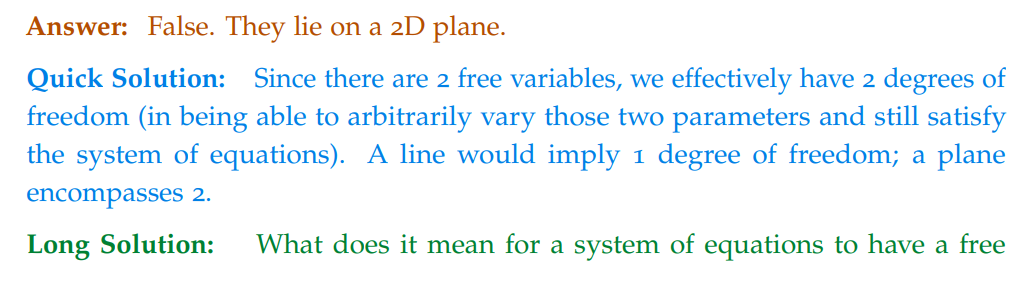 Answer: False. They lie on a 2D plane.
Quick Solution: Since there are 2 free variables, we effectively have 2 degrees of
freedom (in being able to arbitrarily vary those two parameters and still satisfy
the system of equations). A line would imply 1 degree of freedom; a plane
encompasses 2.
Long Solution: What does it mean for a system of equations to have a free